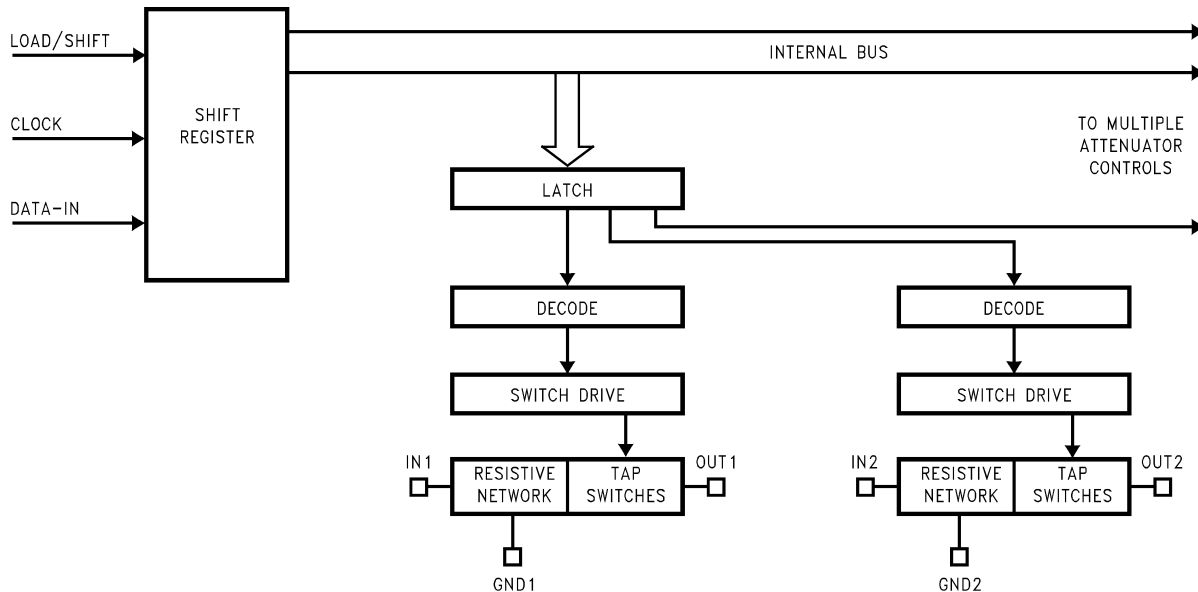 LOAD/SHIFT
CLOCK
DATA-IN
SHIFT
REGISTER
INTERNAL BUS
TO MULTIPLE
ATTENUATOR
CONTROLS
LATCH
DECODE
DECODE
SWITCH DRIVE
SWITCH DRIVE
IN1
RESISTIVE
NETWORK
TAP
SWITCHES
OUT1
GND1
IN2
RESISTIVE
NETWORK
TAP
SWITCHES
OUT2
GND2